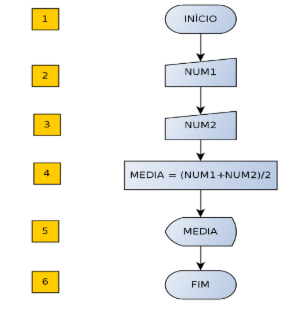 1 INÍCIO
2 NUM1
3 NUM2
4 MEDIA = (NUM1+NUM2)/2
5 MEDIA
6 FIM